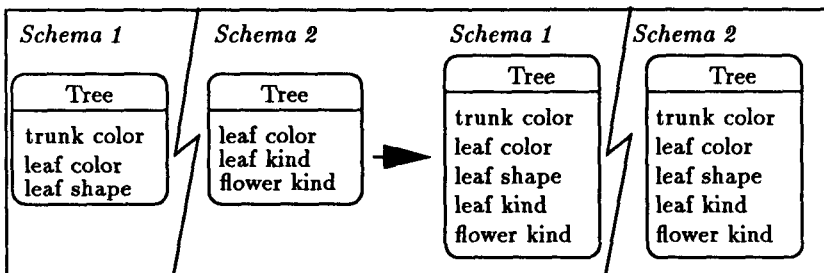 Schema 1
Tree
trunk color
leaf color
leaf shape
Schema 2
Tree
leaf color
leaf kind
flower kind
Schema 1
Tree
trunk color
leaf color
leaf shape
leaf kind
flower kind
Schema 2
Tree
trunk color
leaf color
leaf shape
leaf kind
flower kind